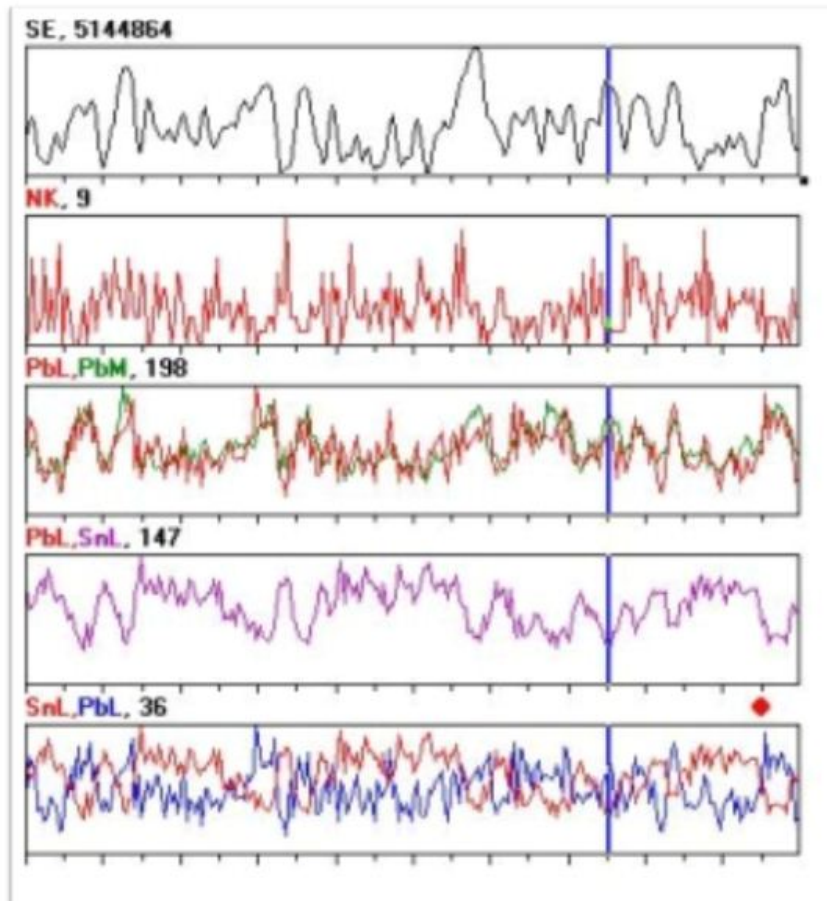 SE, 5144864
NK, 9
PbL,PbM, 198
PbL,SnL, 147
SnL,PbL, 36